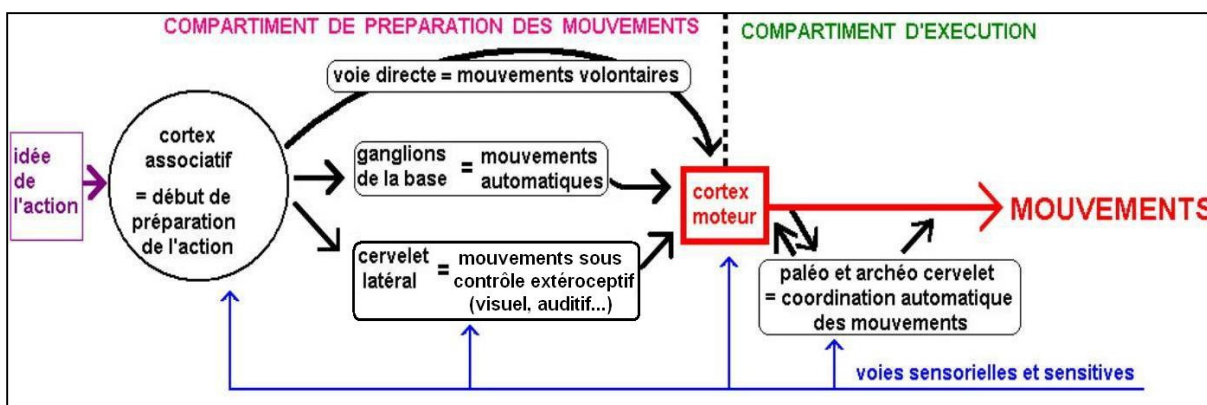 COMPARTIMENT DE PREPARATION DES MOUVEMENTS
COMPARTIMENT D'EXECUTION
voie directe = mouvements volontaires
idée
de
l'action
cortex
associatif
= début de
préparation
de l'action
ganglions
de la base
= mouvements
automatiques
cervelet
latéral
= mouvements sous
contrôle extéroceptif
(visuel, auditif...)
cortex
moteur
MOUVEMENTS
paléo et archéo cervelet
= coordination automatique
des mouvements
voies sensorielles et sensitives